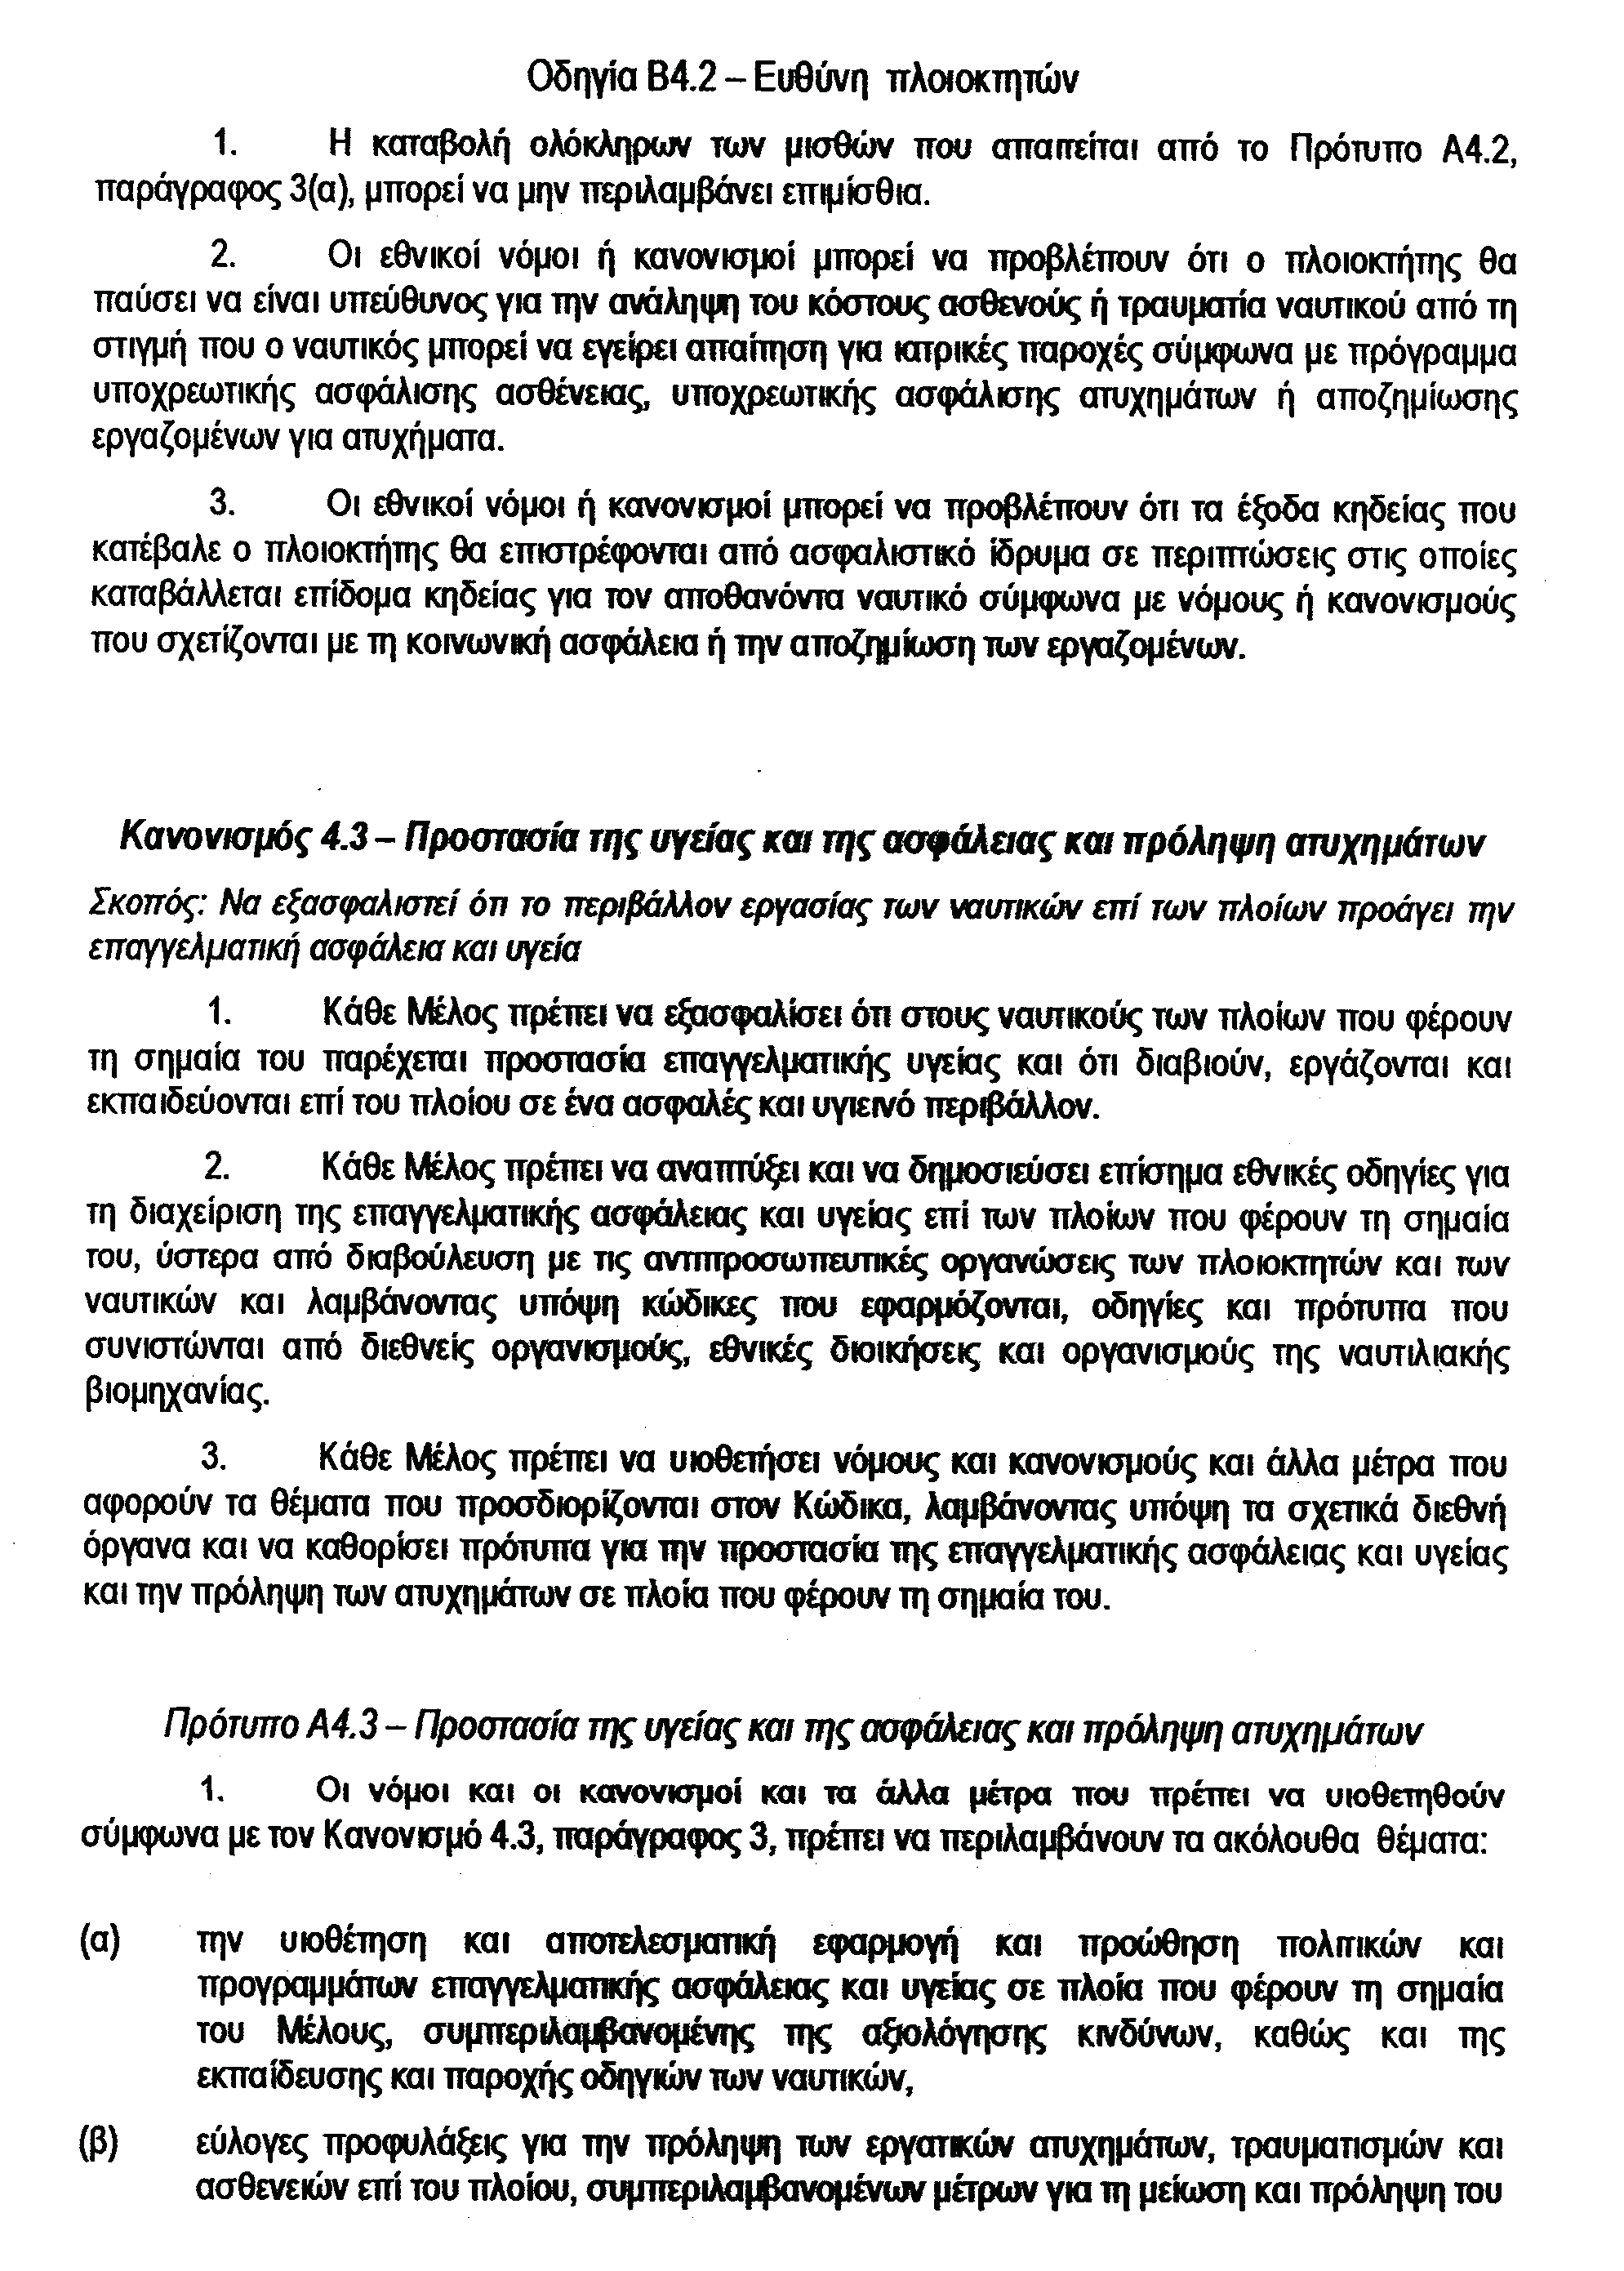 Οδηγία Β4.2 – Ευθύνη πλοιοκτητών
1. Η καταβολή ολόκληρων των μισθών που απαιτείται από το Πρότυπο Α4.2,
παράγραφος 3(α), μπορεί να μην περιλαμβάνει επιμίσθια.
2. Οι εθνικοί νόμοι ή κανονισμοί μπορεί να προβλέπουν ότι ο πλοιοκτήτης θα
παύσει να είναι υπεύθυνος για την ανάληψη του κόστους ασθενούς ή τραυματία ναυτικού από τη
στιγμή που ο ναυτικός μπορεί να εγείρει απαίτηση για ιατρικές παροχές σύμφωνα με πρόγραμμα
υποχρεωτικής ασφάλισης ασθένειας, υποχρεωτικής ασφάλισης ατυχημάτων ή αποζημίωσης
εργαζομένων για ατυχήματα.
3. Οι εθνικοί νόμοι ή κανονισμοί μπορεί να προβλέπουν ότι τα έξοδα κηδείας που
κατέβαλε ο πλοιοκτήτης θα επιστρέφονται από ασφαλιστικό ίδρυμα σε περιπτώσεις στις οποίες
καταβάλλεται επίδομα κηδείας για τον αποθανόντα ναυτικό σύμφωνα με νόμους ή κανονισμούς
που σχετίζονται με τη κοινωνική ασφάλεια ή την αποζημίωση των εργαζομένων.
Κανονισμός 4.3 – Προστασία της υγείας και της ασφάλειας και πρόληψη ατυχημάτων
Σκοπός: Να εξασφαλιστεί ότι το περιβάλλον εργασίας των ναυτικών επί των πλοίων προάγει την
επαγγελματική ασφάλεια και υγεία
1. Κάθε Μέλος πρέπει να εξασφαλίσει ότι στους ναυτικούς των πλοίων που φέρουν
τη σημαία του παρέχεται προστασία επαγγελματικής υγείας και ότι διαβιούν, εργάζονται και
εκπαιδεύονται επί του πλοίου σε ένα ασφαλές και υγιεινό περιβάλλον.
2. Κάθε Μέλος πρέπει να αναπτύξει και να δημοσιεύσει επίσημα εθνικές οδηγίες για
τη διαχείριση της επαγγελματικής ασφάλειας και υγείας επί των πλοίων που φέρουν τη σημαία
του, ύστερα από διαβούλευση με τις αντιπροσωπευτικές οργανώσεις των πλοιοκτητών και των
ναυτικών και λαμβάνοντας υπόψη κώδικες που εφαρμόζονται, οδηγίες και πρότυπα που
συνιστώνται από διεθνείς οργανισμούς, εθνικές διοικήσεις και οργανισμούς της ναυτιλιακής
βιομηχανίας.
3. Κάθε Μέλος πρέπει να υιοθετήσει νόμους και κανονισμούς και άλλα μέτρα που
αφορούν τα θέματα που προσδιορίζονται στον Κώδικα, λαμβάνοντας υπόψη τα σχετικά διεθνή
όργανα και να καθορίσει πρότυπα για την προστασία της επαγγελματικής ασφάλειας και υγείας
και την πρόληψη των ατυχημάτων σε πλοία που φέρουν τη σημαία του.
Πρότυπο Α4.3 – Προστασία της υγείας και της ασφάλειας και πρόληψη ατυχημάτων
1. Οι νόμοι και οι κανονισμοί και τα άλλα μέτρα που πρέπει να υιοθετηθούν
σύμφωνα με τον Κανονισμό 4.3, παράγραφος 3, πρέπει να περιλαμβάνουν τα ακόλουθα θέματα:
(α) την υιοθέτηση και αποτελεσματική εφαρμογή και προώθηση πολιτικών και
προγραμμάτων επαγγελματικής ασφάλειας και υγείας σε πλοία που φέρουν τη σημαία
του Μέλους, συμπεριλαμβανομένης της αξιολόγησης κινδύνων, καθώς και της
εκπαίδευσης και παροχής οδηγιών των ναυτικών,
(β) εύλογες προφυλάξεις για την πρόληψη των εργατικών ατυχημάτων, τραυματισμών και
ασθενειών επί του πλοίου, συμπεριλαμβανομένων μέτρων για τη μείωση και πρόληψη του